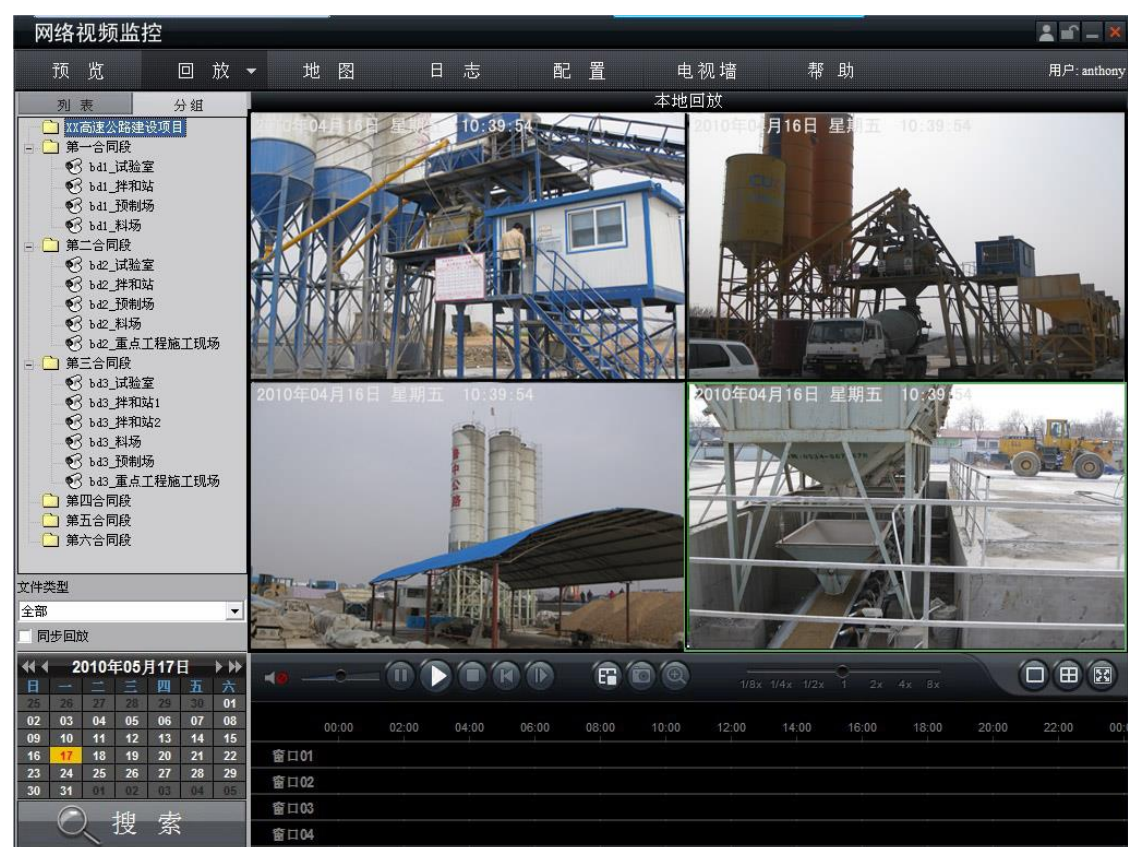 网络视频监控
预 览 回 放 地 图 日 志 配 置 电视墙 帮 助 用户: anthony
列 表 分 组
本地回放
XX高速公路建设项目
第一合同段
bd1_试验室
bd1_拌和站
bd1_预制场
bd1_料场
第二合同段
bd2_试验室
bd2_拌和站
bd2_预制场
bd2_料场
bd2_重点工程施工现场
第三合同段
bd3_试验室
bd3_拌和站1
bd3_拌和站2
bd3_料场
bd3_预制场
bd3_重点工程施工现场
第四合同段
第五合同段
第六合同段
2010年04月16日 星期五 10:39:54
2010年04月16日 星期五 10:39:54
2010年04月16日 星期五 10:39:54
鲁中公路
2010年04月16日 星期五 10:39:54
文件类型
全部
同步回放
2010年05月17日
日 一 二 三 四 五 六
25 26 27 28 29 30 01
02 03 04 05 06 07 08
09 10 11 12 13 14 15
16 17 18 19 20 21 22
23 24 25 26 27 28 29
30 31 01 02 03 04 05
搜 索
1/8x 1/4x 1/2x 1 2x 4x 8x
00:00 02:00 04:00 06:00 08:00 10:00 12:00 14:00 16:00 18:00 20:00 22:00
窗口01
窗口02
窗口03
窗口04